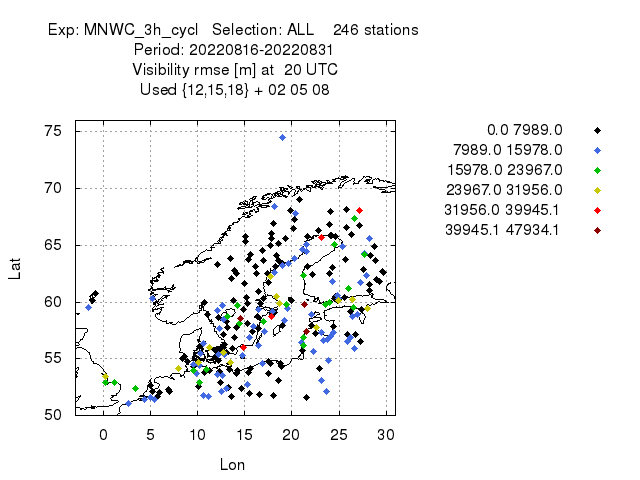 Exp: MNWC_3h_cycl   Selection: ALL    246 stations
Period: 20220816-20220831
Visibility rmse [m] at  20 UTC
Used {12,15,18} + 02 05 08
75
70
65
60
55
50
Lat
0 5 10 15 20 25 30
Lon
0.0 7989.0
7989.0 15978.0
15978.0 23967.0
23967.0 31956.0
31956.0 39945.1
39945.1 47934.1